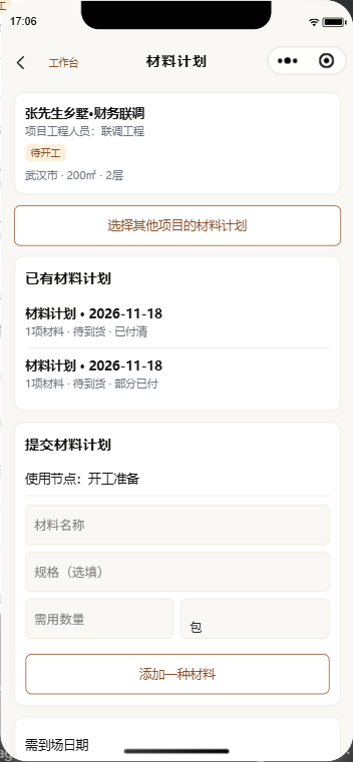 17:06
工作台
材料计划
张先生乡墅•财务联调
项目工程人员：联调工程
待开工
武汉市 · 200㎡ · 2层
选择其他项目的材料计划
已有材料计划
材料计划 • 2026-11-18
1项材料 · 待到货 · 已付清
材料计划 • 2026-11-18
1项材料 · 待到货 · 部分已付
提交材料计划
使用节点：开工准备
材料名称
规格（选填）
需用数量
包
添加一种材料
需到场日期